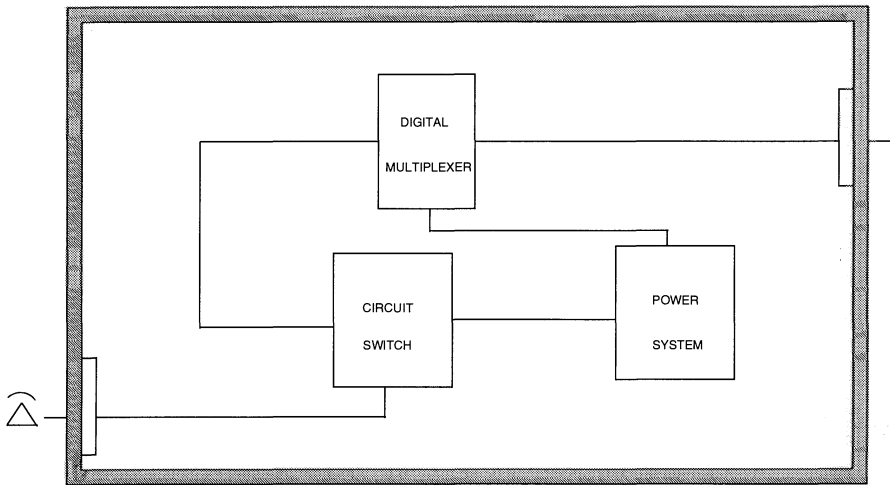 DIGITAL
MULTIPLEXER
CIRCUIT
SWITCH
POWER
SYSTEM